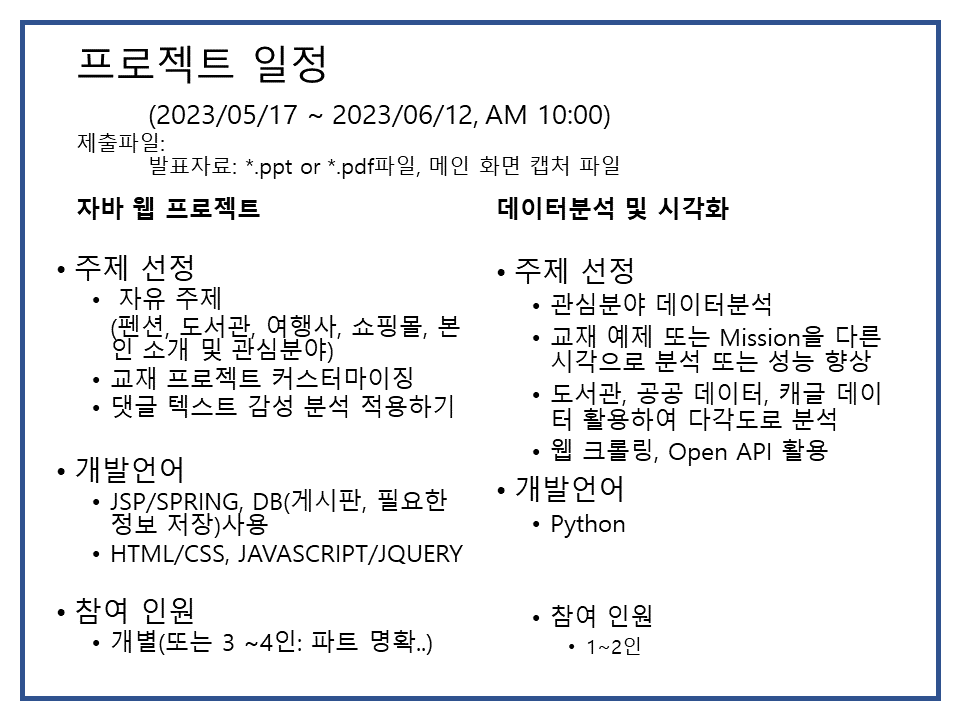 프로젝트 일정
(2023/05/17 ~ 2023/06/12, AM 10:00)
제출파일:
발표자료: *.ppt or *.pdf파일, 메인 화면 캡처 파일
자바 웹 프로젝트
• 주제 선정
• 자유 주제
(펜션, 도서관, 여행사, 쇼핑몰, 본
인 소개 및 관심분야)
• 교재 프로젝트 커스터마이징
• 댓글 텍스트 감성 분석 적용하기
• 개발언어
• JSP/SPRING, DB(게시판, 필요한
정보 저장)사용
• HTML/CSS, JAVASCRIPT/JQUERY
• 참여 인원
• 개별(또는 3 ~4인: 파트 명확..)
데이터분석 및 시각화
• 주제 선정
• 관심분야 데이터분석
• 교재 예제 또는 Mission을 다른
시각으로 분석 또는 성능 향상
• 도서관, 공공 데이터, 캐글 데이
터 활용하여 다각도로 분석
• 웹 크롤링, Open API 활용
• 개발언어
• Python
• 참여 인원
• 1~2인